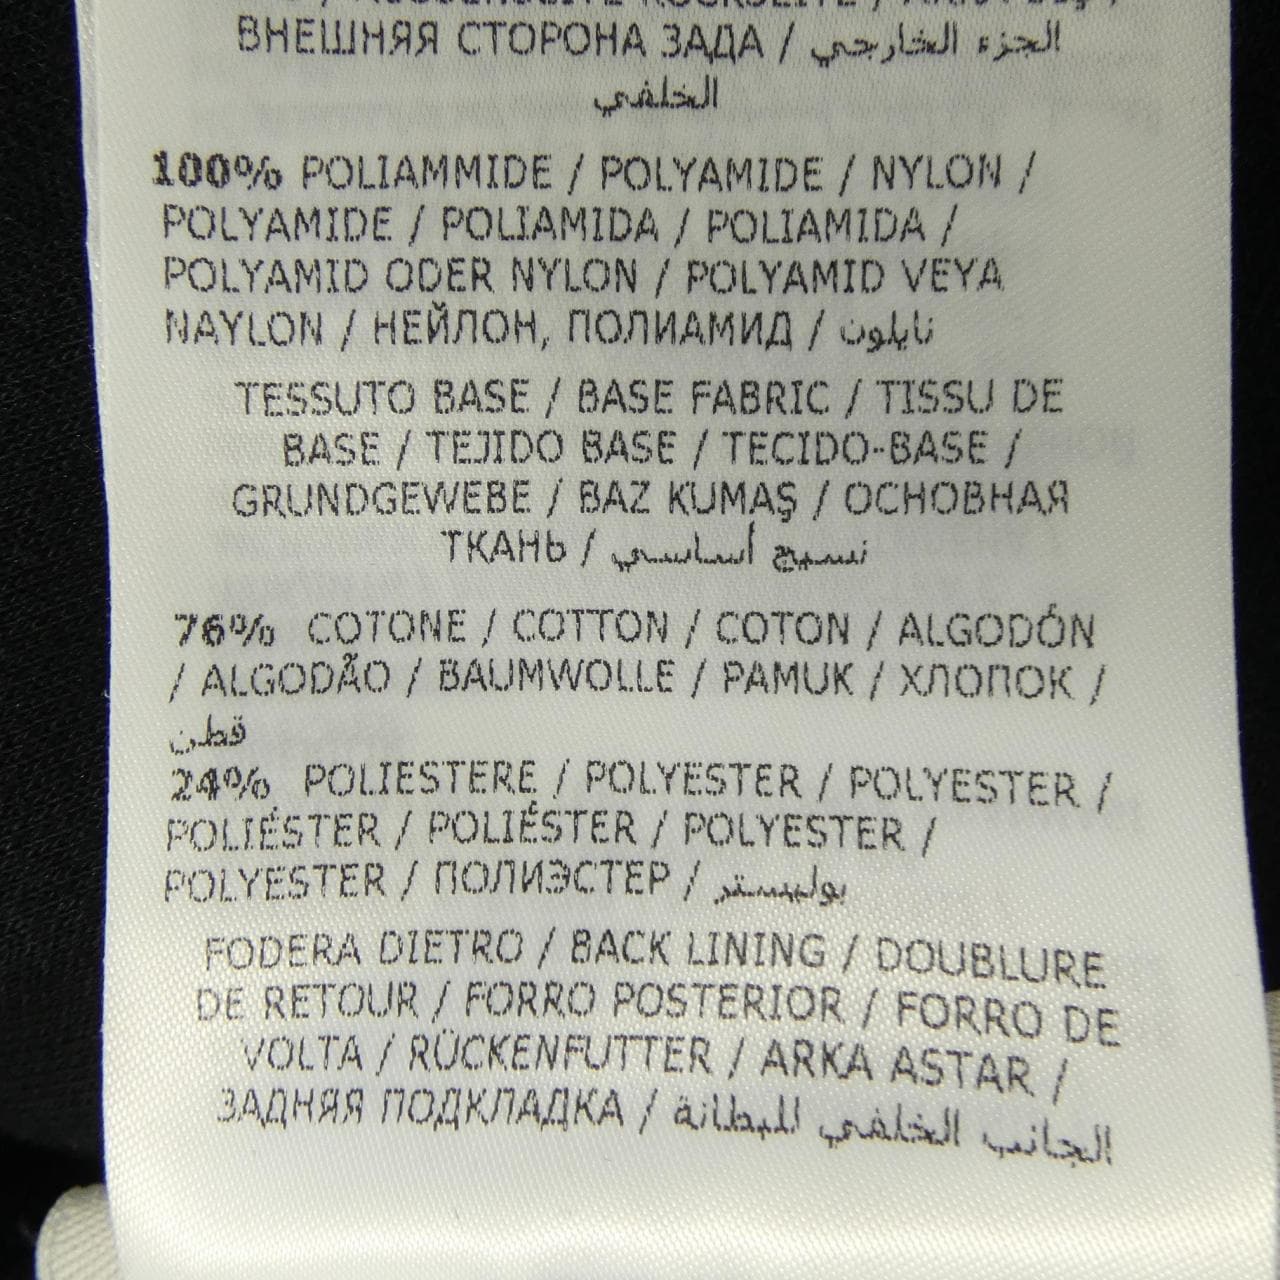 ВНЕШНЯЯ СТОРОНА ЗАДА / الجزء الخارجي
الخلفي
100% POLIAMMIDE / POLYAMIDE / NYLON /
POLYAMIDE / POLIAMIDA / POLIAMIDA /
POLYAMID ODER NYLON / POLYAMID VEYA
NAYLON / НЕЙЛОН, ПОЛИАМИД / نايلون
TESSUTO BASE / BASE FABRIC / TISSU DE
BASE / TEJIDO BASE / TECIDO-BASE /
GRUNDGEWEBE / BAZ KUMAŞ / ОСНОВНАЯ
ТКАНЬ / نسيج أساسي
76% COTONE / COTTON / COTON / ALGODÓN
/ ALGODÃO / BAUMWOLLE / PAMUK / ХЛОПОК /
قطن
24% POLIESTERE / POLYESTER / POLYESTER /
POLIÉSTER / POLIÉSTER / POLYESTER /
POLYESTER / ПОЛИЭСТЕР / بوليستر
FODERA DIETRO / BACK LINING / DOUBLURE
DE RETOUR / FORRO POSTERIOR / FORRO DE
VOLTA / RÜCKENFUTTER / ARKA ASTAR /
ЗАДНЯЯ ПОДКЛАДКА / الجانب الخلفي للبطانة